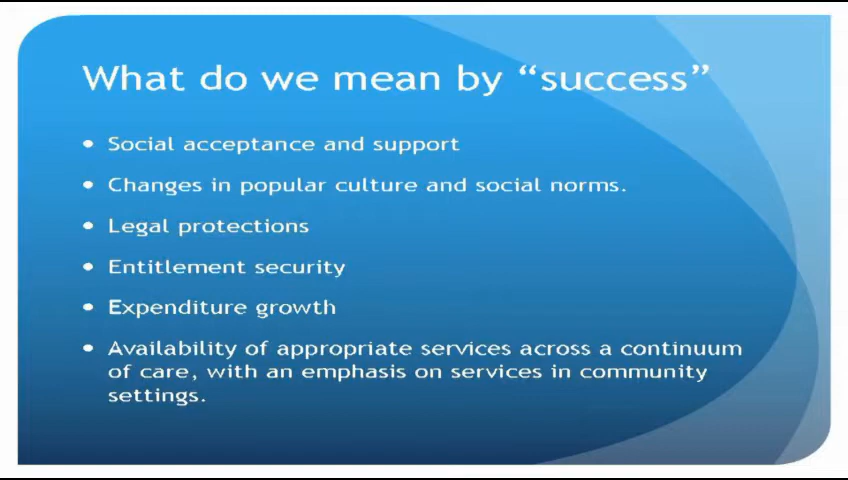 What do we mean by “success”
• Social acceptance and support
• Changes in popular culture and social norms.
• Legal protections
• Entitlement security
• Expenditure growth
• Availability of appropriate services across a continuum
of care, with an emphasis on services in community
settings.